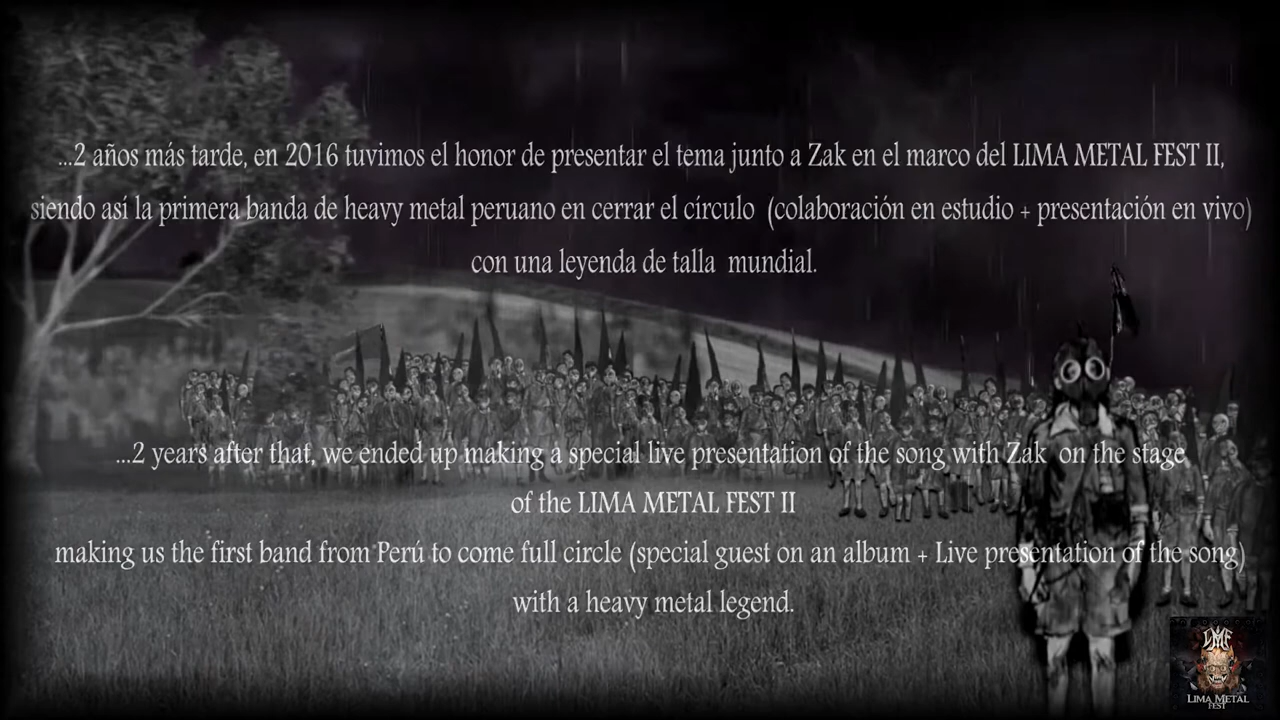 ...2 años más tarde, en 2016 tuvimos el honor de presentar el tema junto a Zak en el marco del LIMA METAL FEST II,
siendo así la primera banda de heavy metal peruano en cerrar el círculo (colaboración en estudio + presentación en vivo)
con una leyenda de talla mundial.
...2 years after that, we ended up making a special live presentation of the song with Zak on the stage
of the LIMA METAL FEST II
making us the first band from Perú to come full circle (special guest on an album + Live presentation of the song)
with a heavy metal legend.
LMF
LIMA METAL
FEST